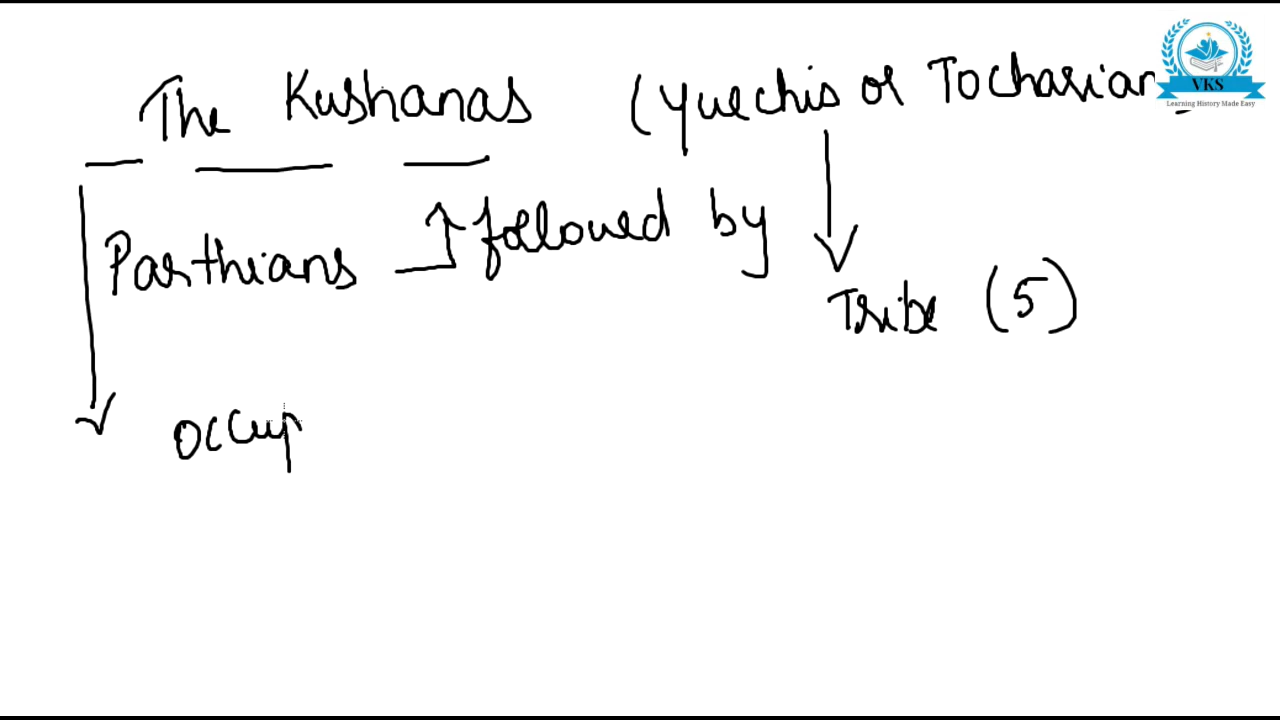 The Kushanas (Yuechis or Tocharian
VKS
Learning History Made Easy
Parthians followed by
Tribe (5)
Occup